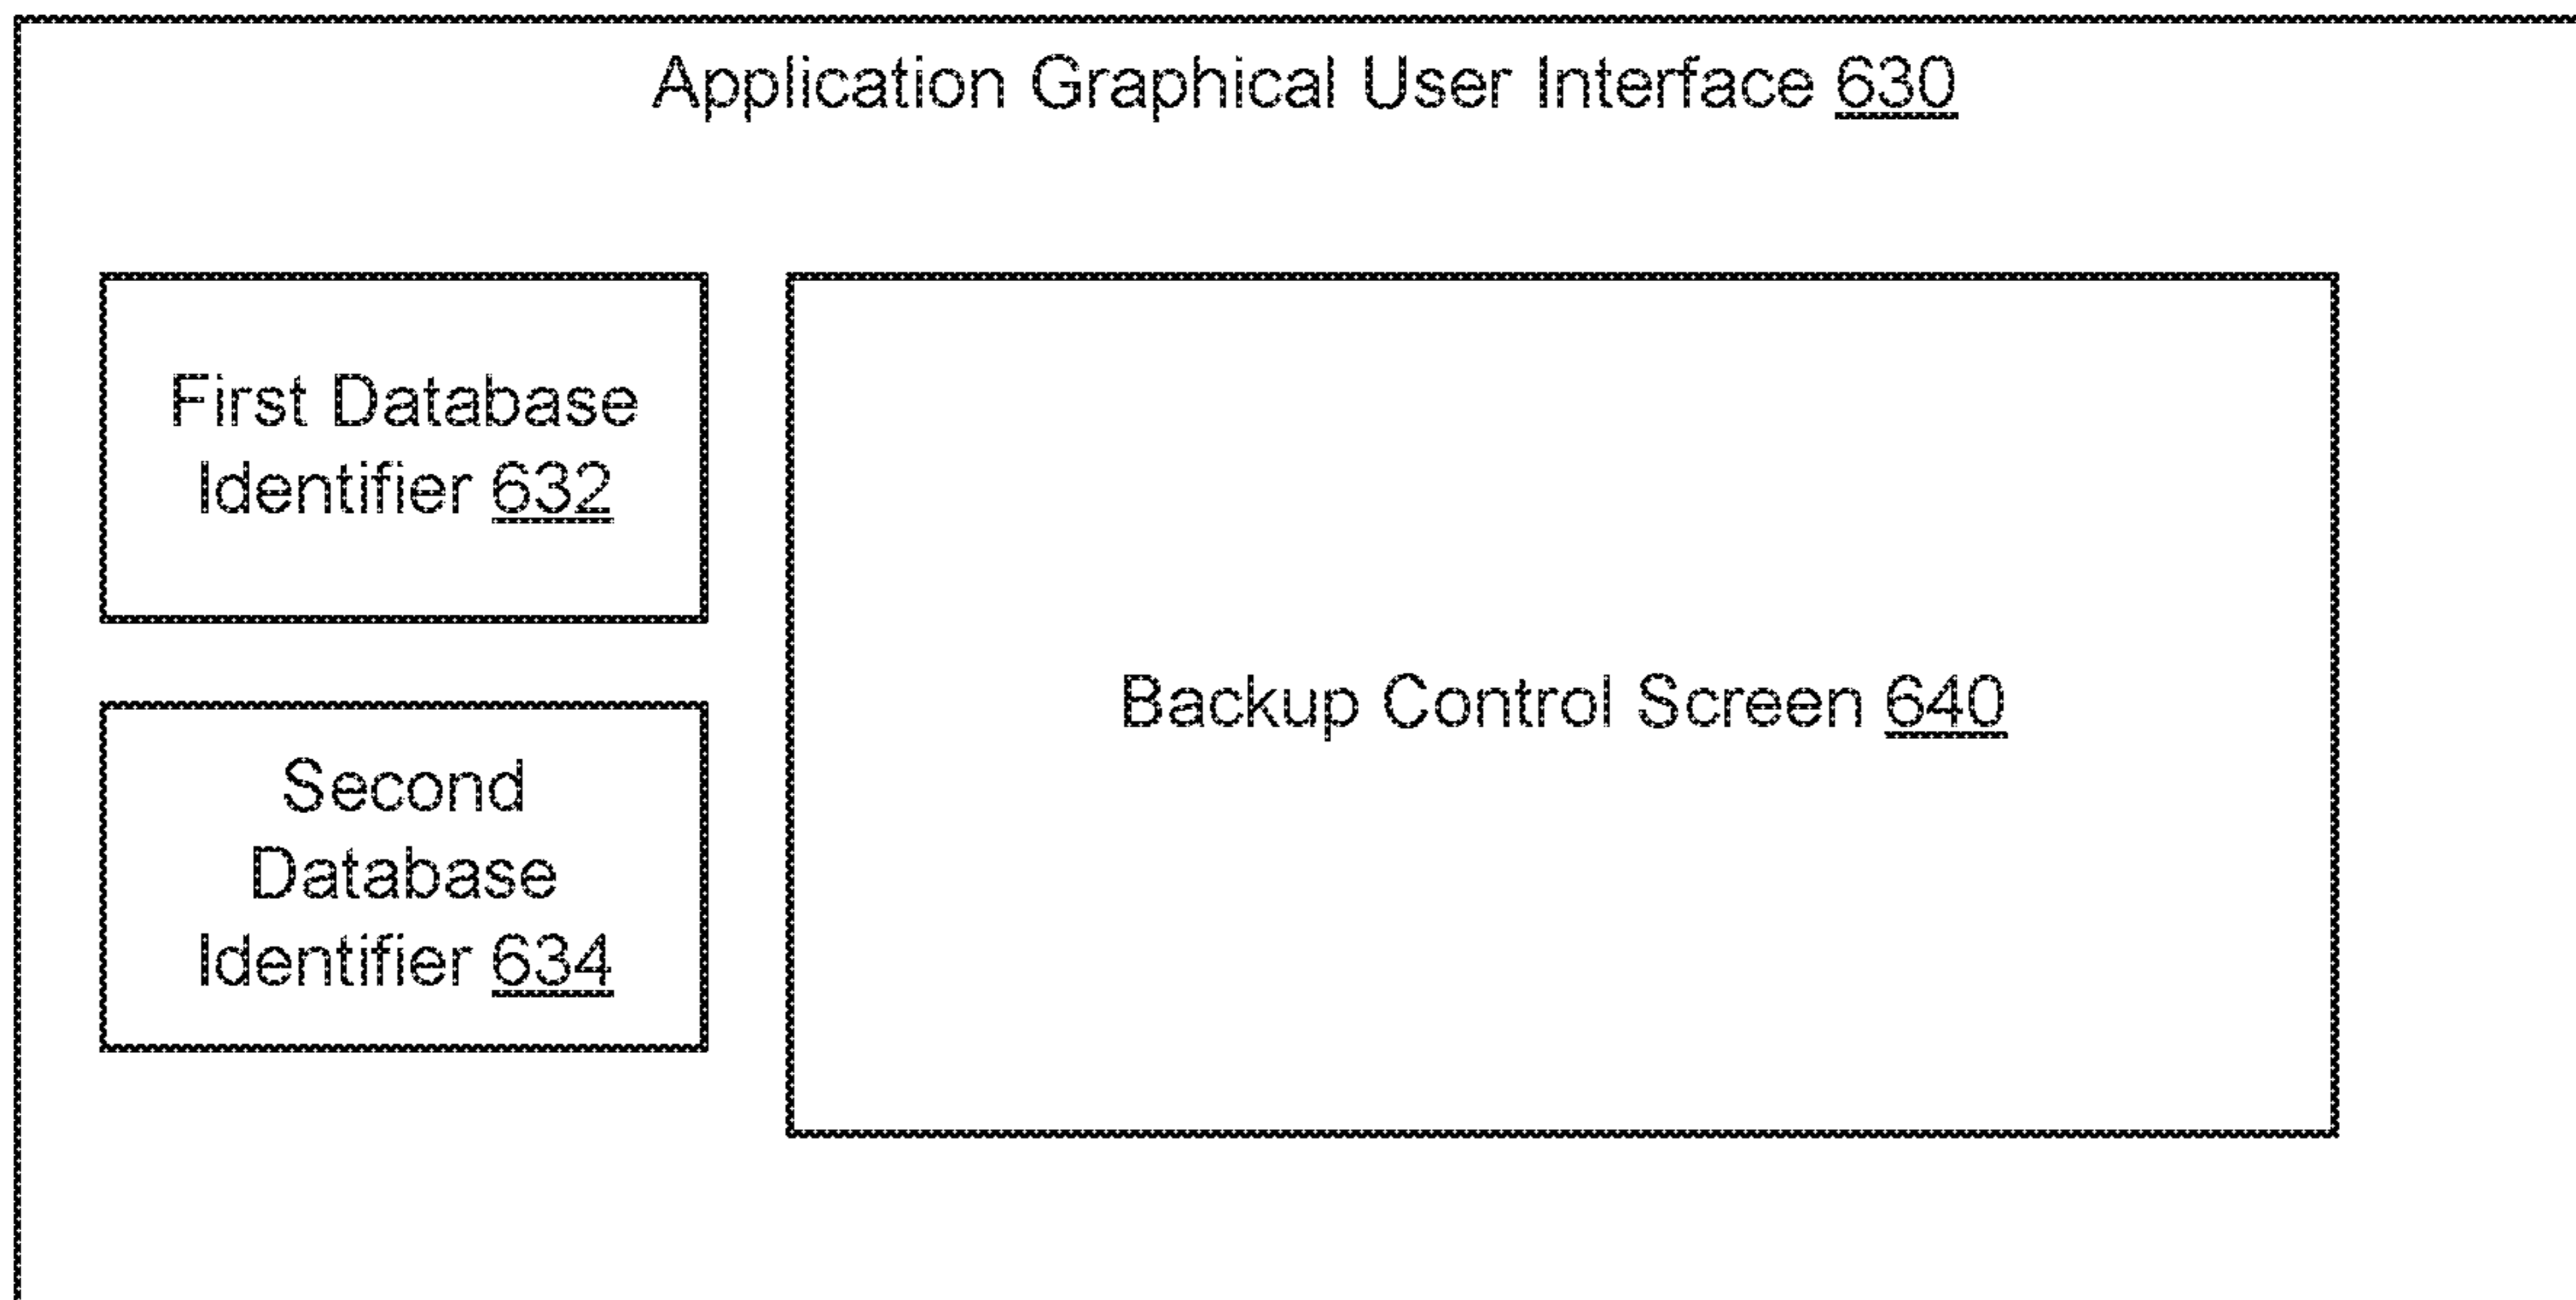 Application Graphical User Interface 630
First Database
Identifier 632
Second
Database
Identifier 634
Backup Control Screen 640